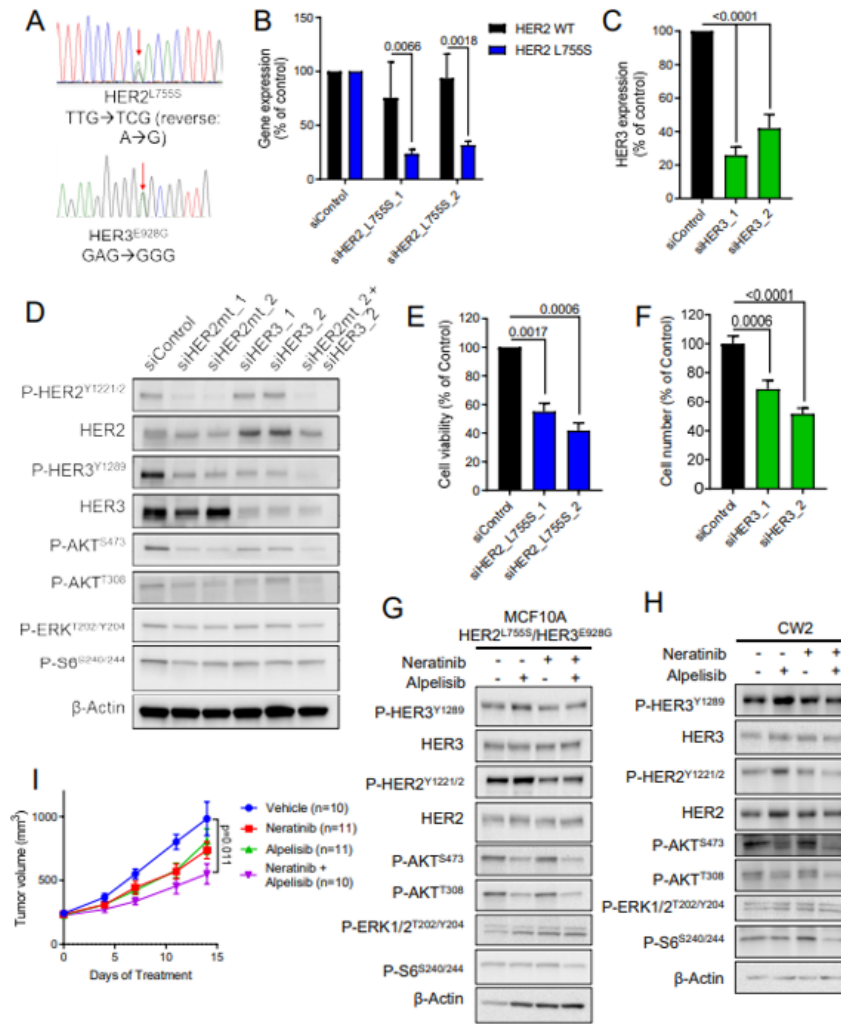 A
HER2L755S
TTG→TCG (reverse:
A→G)
HER3E928G
GAG→GGG
B
Gene expression
(% of control)
150
100
50
0
0.0066
0.0018
HER2 WT
HER2 L755S
siControl
siHER2_L755S_1
siHER2_L755S_2
C
HER3 expression
(% of control)
100
80
60
40
20
0
<0.0001
siControl
siHER3_1
siHER3_2
D
siControl
siHER2mt_1
siHER2mt_2
siHER3_1
siHER3_2
siHER2mt_2+
siHER3_2
P-HER2Y1221/2
HER2
P-HER3Y1289
HER3
P-AKTS473
P-AKTT308
P-ERKT202/Y204
P-S6S240/244
β-Actin
E
Cell viability (% of Control)
120
100
80
60
40
20
0
0.0006
0.0017
siControl
siHER2_L755S_1
siHER2_L755S_2
F
Cell number (% of Control)
120
100
80
60
40
20
0
<0.0001
0.0006
siControl
siHER3_1
siHER3_2
G
MCF10A
HER2L755S/HER3E928G
Neratinib - - + +
Alpelisib - + - +
P-HER3Y1289
HER3
P-HER2Y1221/2
HER2
P-AKTS473
P-AKTT308
P-ERK1/2T202/Y204
P-S6S240/244
β-Actin
H
CW2
Neratinib - - + +
Alpelisib - + - +
P-HER3Y1289
HER3
P-HER2Y1221/2
HER2
P-AKTS473
P-AKTT308
P-ERK1/2T202/Y204
P-S6S240/244
β-Actin
I
Tumor volume (mm3)
1000
500
0
0 5 10 15
Days of Treatment
p=0.011
Vehicle (n=10)
Neratinib (n=11)
Alpelisib (n=11)
Neratinib +
Alpelisib (n=10)